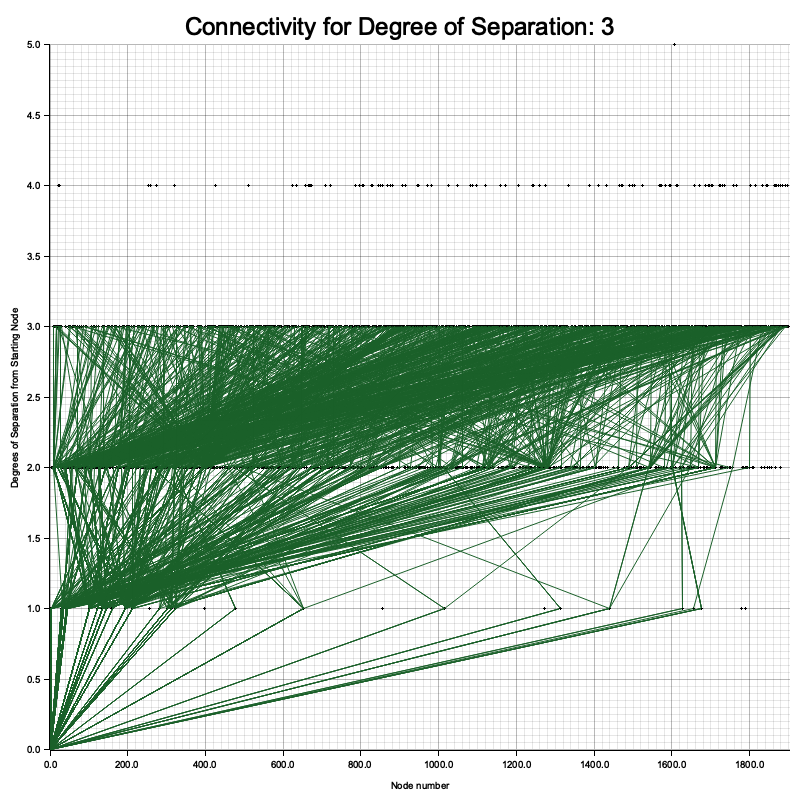 Connectivity for Degree of Separation: 3
5.0
4.5
4.0
3.5
3.0
2.5
2.0
1.5
1.0
0.5
0.0
Degrees of Separation from Starting Node
0.0 200.0 400.0 600.0 800.0 1000.0 1200.0 1400.0 1600.0 1800.0
Node number